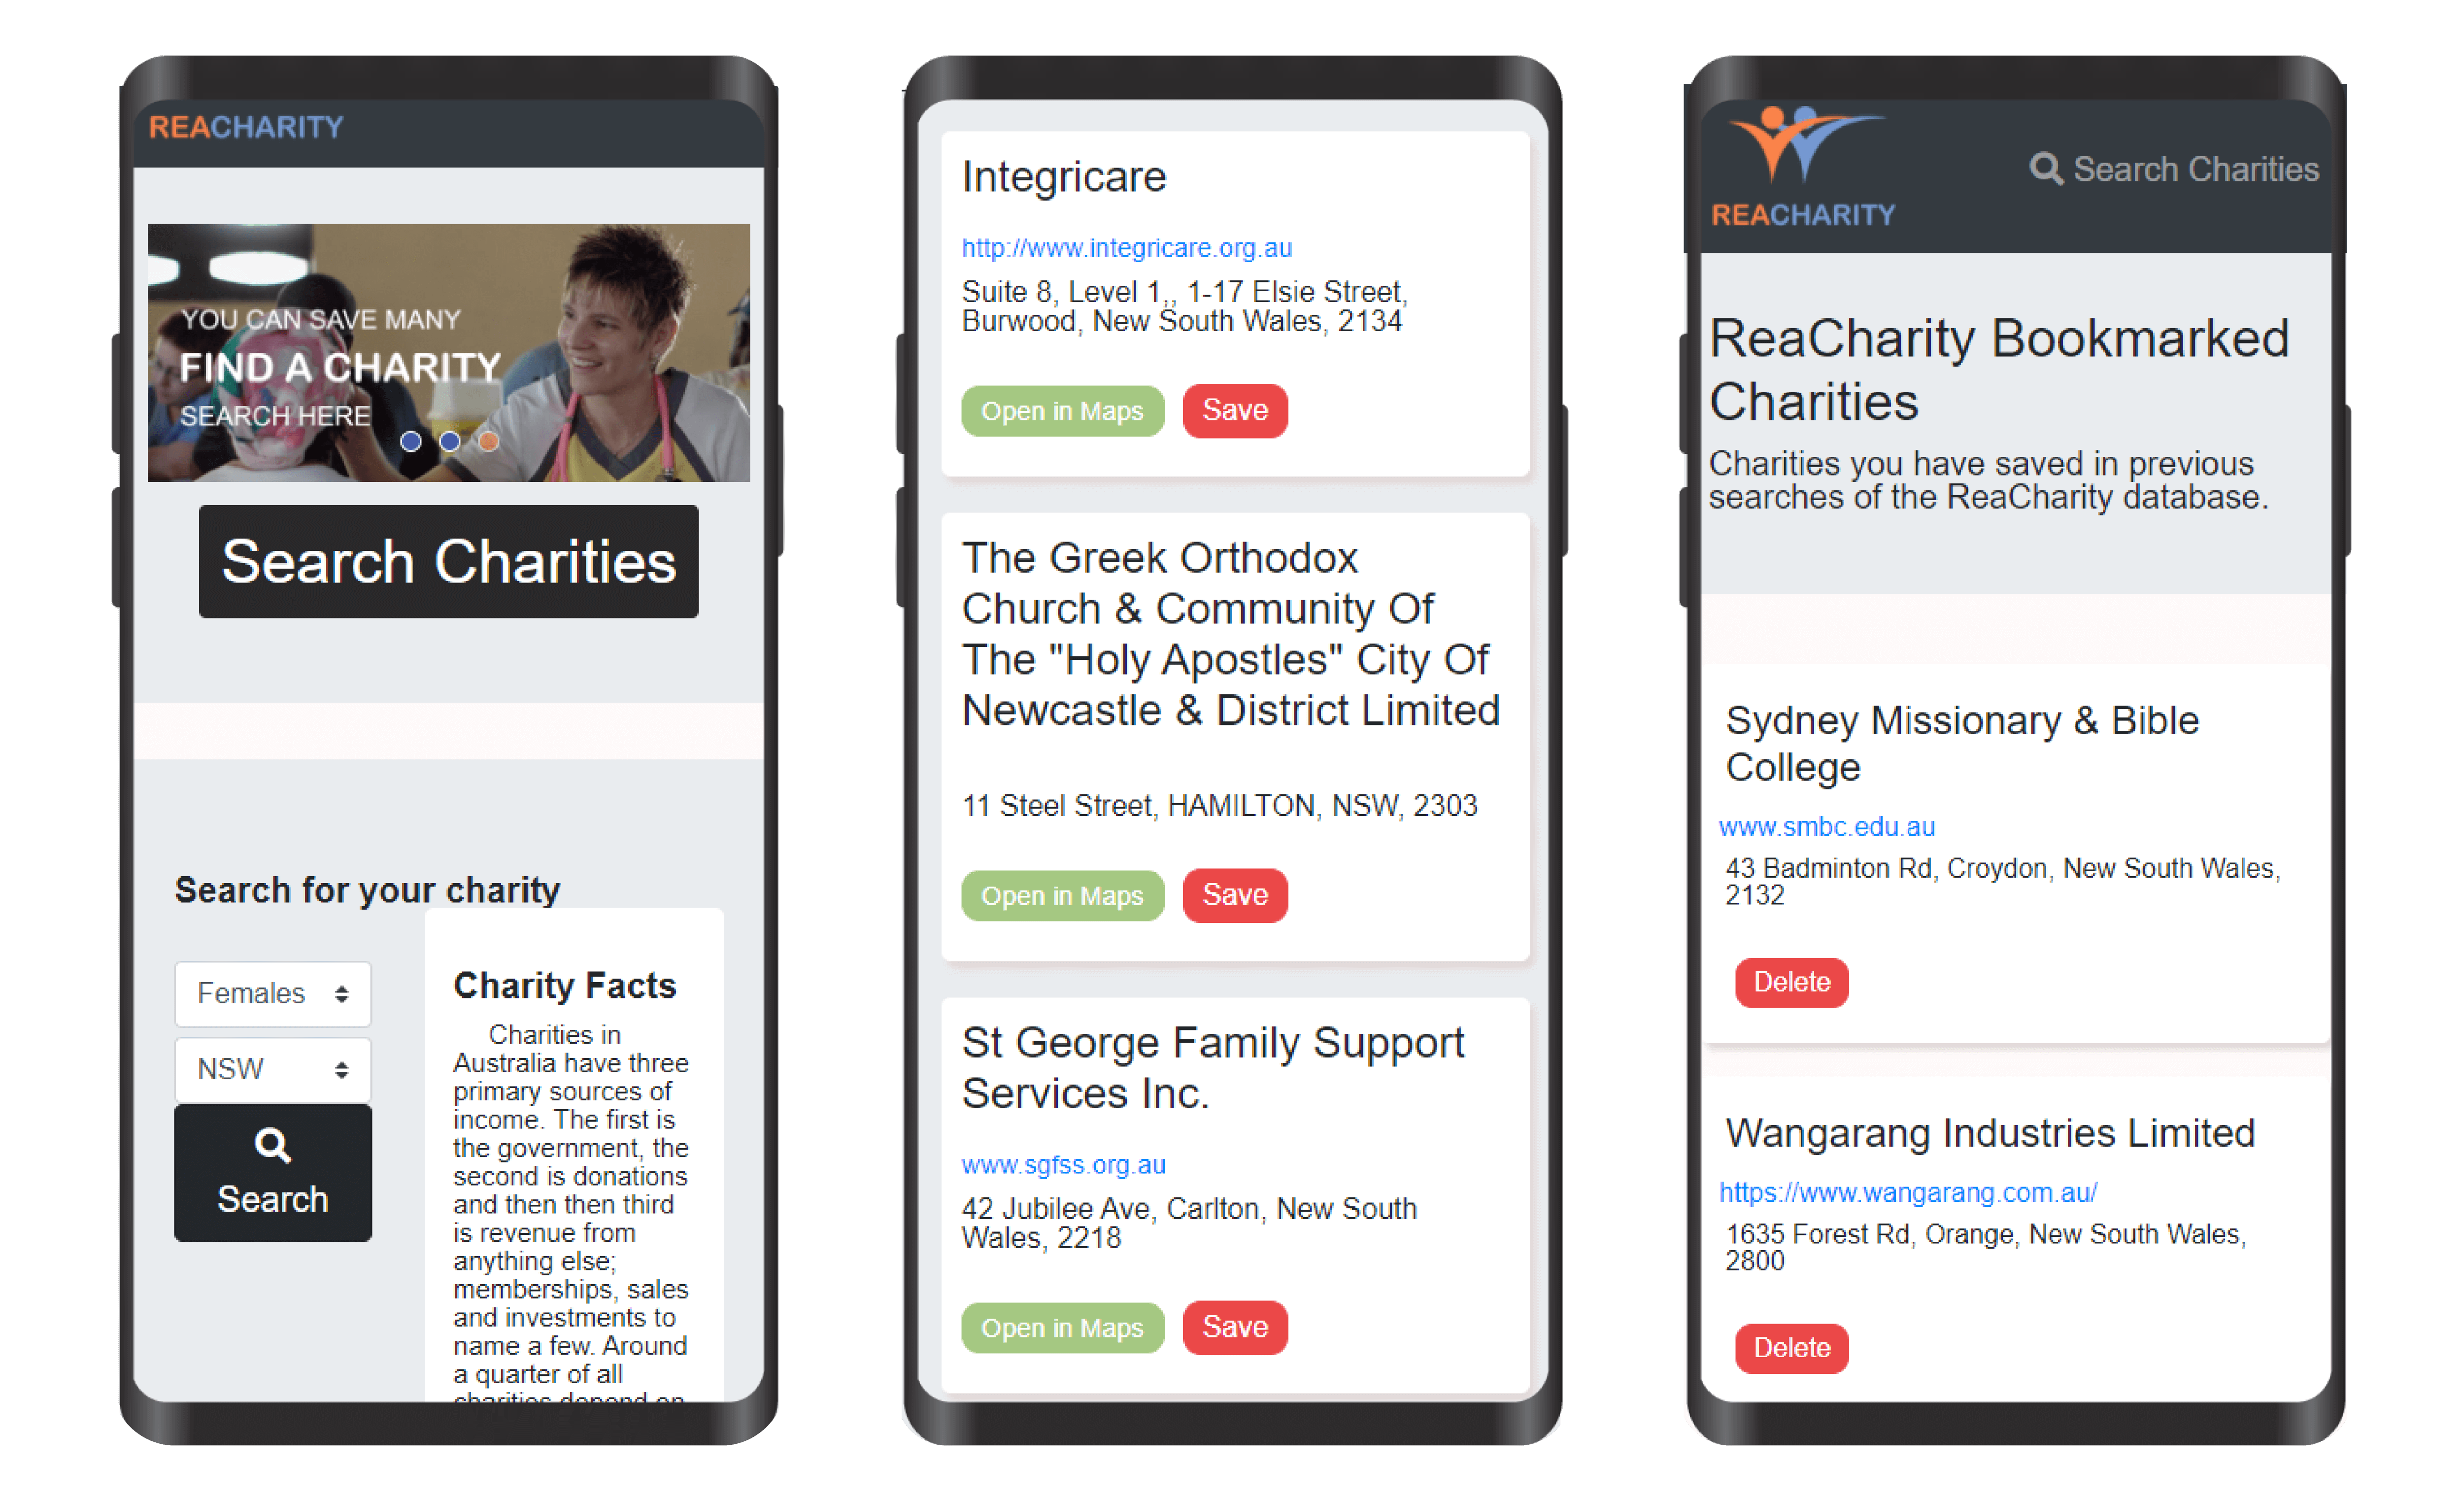 REACHARITY
YOU CAN SAVE MANY
FIND A CHARITY
SEARCH HERE
Search Charities
Search for your charity
Females
NSW
Search
Charity Facts
Charities in
Australia have three
primary sources of
income. The first is
the government, the
second is donations
and then then third
is revenue from
anything else;
memberships, sales
and investments to
name a few. Around
a quarter of all
charities depend on
Integricare
http://www.integricare.org.au
Suite 8, Level 1,, 1-17 Elsie Street,
Burwood, New South Wales, 2134
Open in Maps
Save
The Greek Orthodox
Church & Community Of
The "Holy Apostles" City Of
Newcastle & District Limited
11 Steel Street, HAMILTON, NSW, 2303
Open in Maps
Save
St George Family Support
Services Inc.
www.sgfss.org.au
42 Jubilee Ave, Carlton, New South
Wales, 2218
Open in Maps
Save
REACHARITY
Search Charities
ReaCharity Bookmarked
Charities
Charities you have saved in previous
searches of the ReaCharity database.
Sydney Missionary & Bible
College
www.smbc.edu.au
43 Badminton Rd, Croydon, New South Wales,
2132
Delete
Wangarang Industries Limited
https://www.wangarang.com.au/
1635 Forest Rd, Orange, New South Wales,
2800
Delete